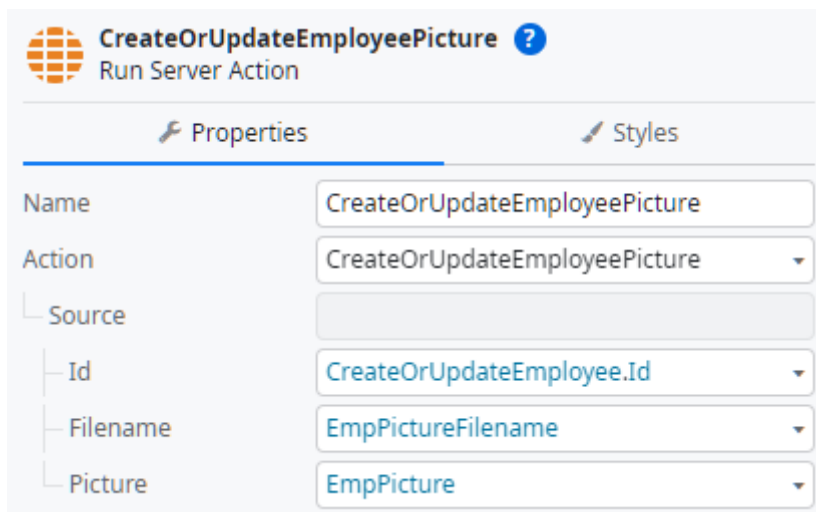 CreateOrUpdateEmployeePicture ?
Run Server Action
Properties Styles
Name CreateOrUpdateEmployeePicture
Action CreateOrUpdateEmployeePicture
Source
Id CreateOrUpdateEmployee.Id
Filename EmpPictureFilename
Picture EmpPicture